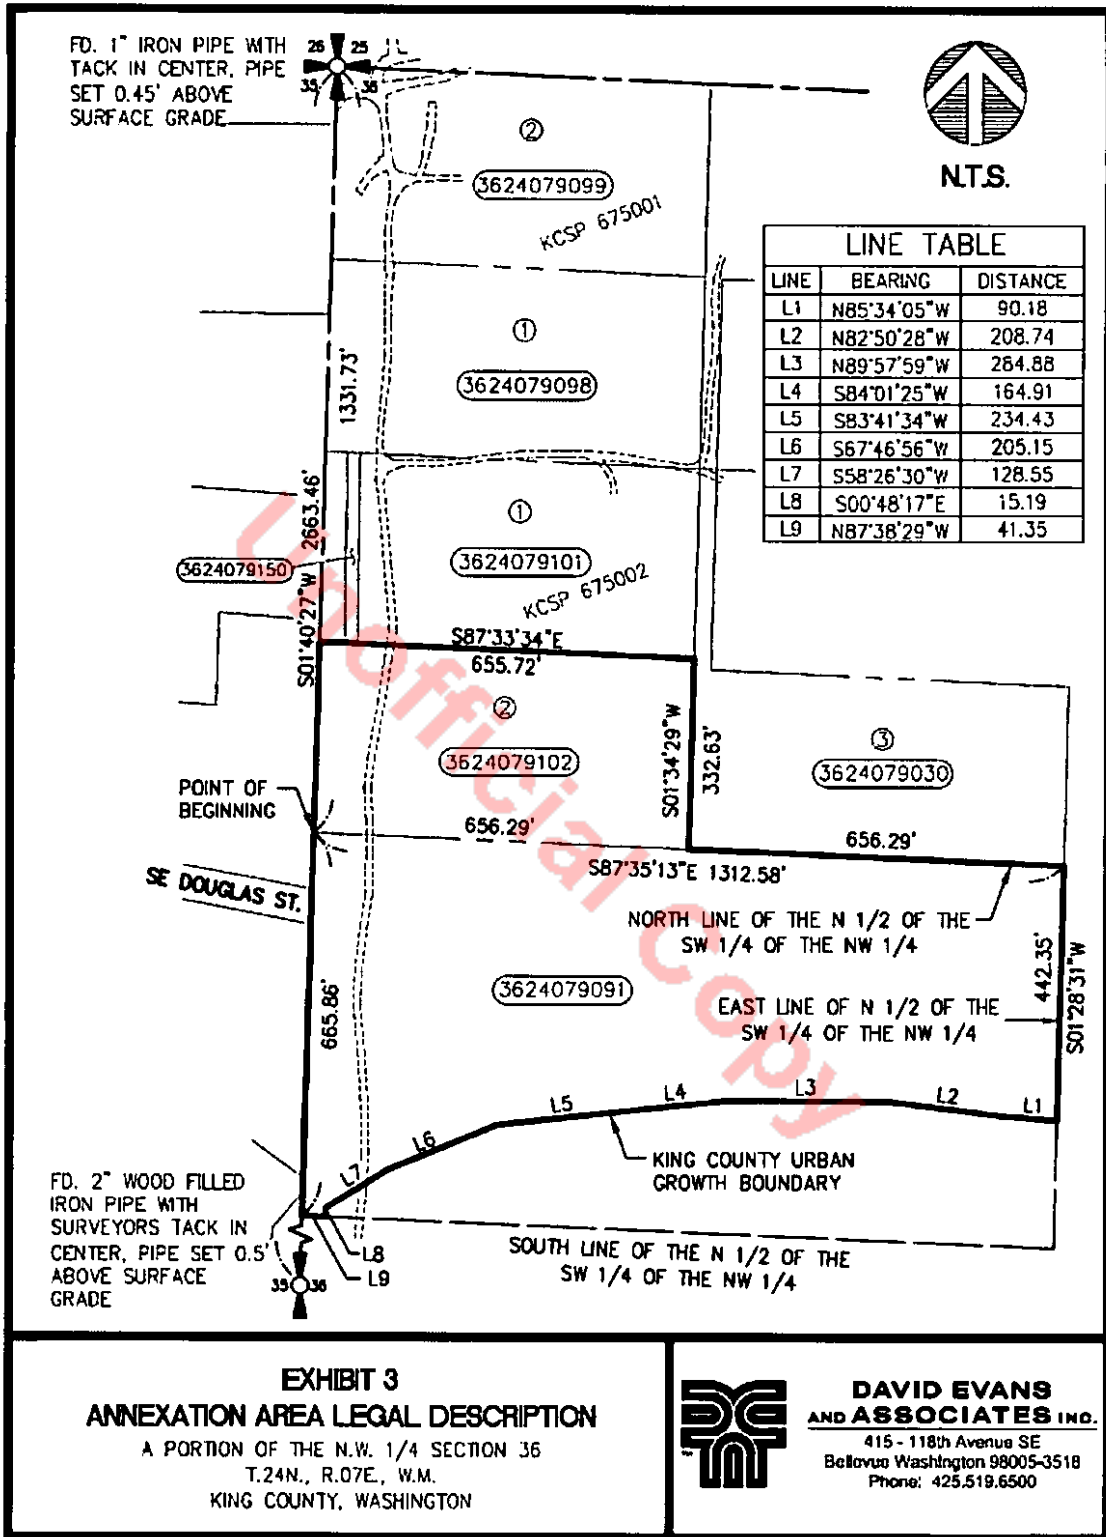 FD. 1" IRON PIPE WITH
TACK IN CENTER, PIPE
SET 0.45' ABOVE
SURFACE GRADE
26 25
35 36
N.T.S.
2
3624079099
KCSP 675001
LINE TABLE
LINE BEARING DISTANCE
L1 N85°34'05"W 90.18
L2 N82°50'28"W 208.74
L3 N89°57'59"W 284.88
L4 S84°01'25"W 164.91
L5 S83°41'34"W 234.43
L6 S67°46'56"W 205.15
L7 S58°26'30"W 128.55
L8 S00°48'17"E 15.19
L9 N87°38'29"W 41.35
1
3624079098
1331.73'
S01°40'27"W 2663.46'
1
3624079101
KCSP 675002
3624079150
S87°33'34"E
655.72'
2
3624079102
S01°34'29"W
332.63'
3
3624079030
POINT OF
BEGINNING
656.29'
656.29'
S87°35'13"E 1312.58'
SE DOUGLAS ST.
NORTH LINE OF THE N 1/2 OF THE
SW 1/4 OF THE NW 1/4
3624079091
665.86'
EAST LINE OF N 1/2 OF THE
SW 1/4 OF THE NW 1/4
442.35'
S01°28'31"W
L1
L2
L3
L4
L5
L6
L7
KING COUNTY URBAN
GROWTH BOUNDARY
FD. 2" WOOD FILLED
IRON PIPE WITH
SURVEYORS TACK IN
CENTER, PIPE SET 0.5'
ABOVE SURFACE
GRADE
L8
L9
35 36
SOUTH LINE OF THE N 1/2 OF THE
SW 1/4 OF THE NW 1/4
Unofficial Copy
EXHIBIT 3
ANNEXATION AREA LEGAL DESCRIPTION
A PORTION OF THE N.W. 1/4 SECTION 36
T.24N., R.07E., W.M.
KING COUNTY, WASHINGTON
DAVID EVANS
AND ASSOCIATES INC.
415 - 118th Avenue SE
Bellevue Washington 98005-3518
Phone: 425.519.6500